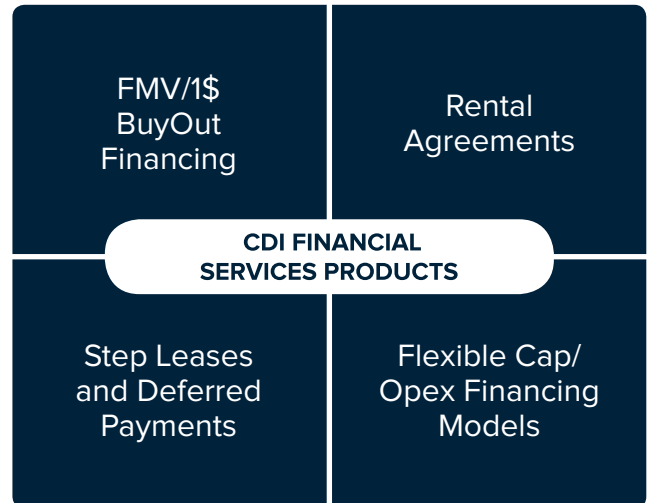 FMV/1$
BuyOut
Financing
Rental
Agreements
CDI FINANCIAL
SERVICES PRODUCTS
Step Leases
and Deferred
Payments
Flexible Cap/
Opex Financing
Models